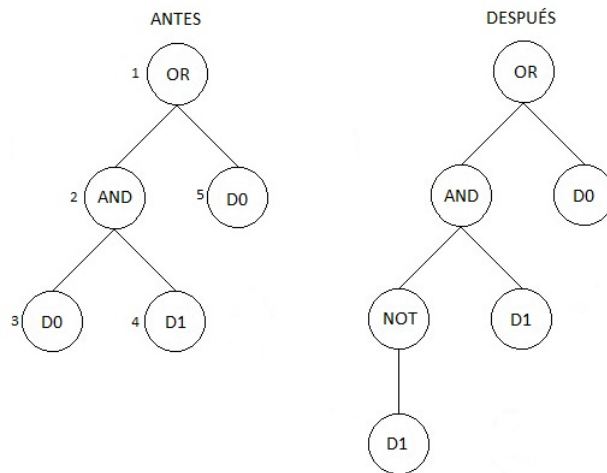 ANTES DESPUÉS
1 OR OR
2 AND 5 D0 AND D0
3 D0 4 D1 NOT D1
D1